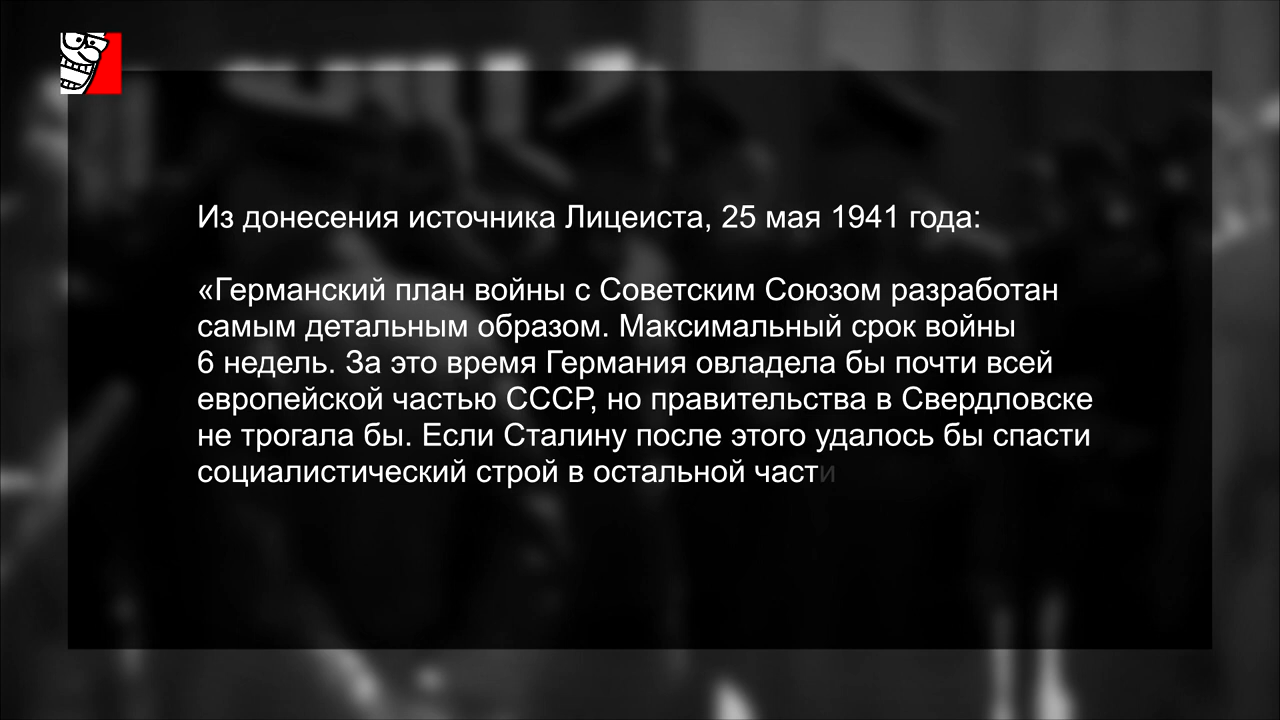 Из донесения источника Лицеиста, 25 мая 1941 года:
«Германский план войны с Советским Союзом разработан
самым детальным образом. Максимальный срок войны
6 недель. За это время Германия овладела бы почти всей
европейской частью СССР, но правительства в Свердловске
не трогала бы. Если Сталину после этого удалось бы спасти
социалистический строй в остальной части